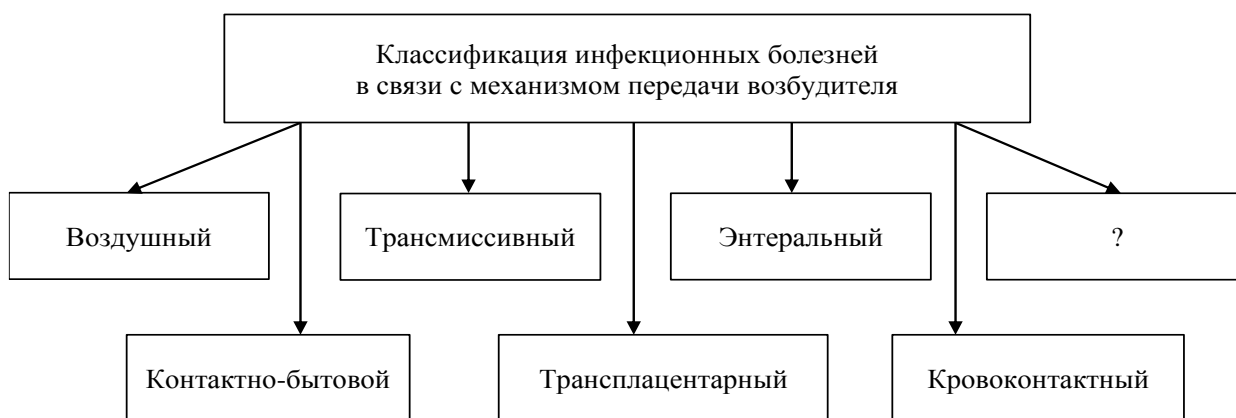 Классификация инфекционных болезней
в связи с механизмом передачи возбудителя
Воздушный
Трансмиссивный
Энтеральный
?
Контактно-бытовой
Трансплацентарный
Кровоконтактный